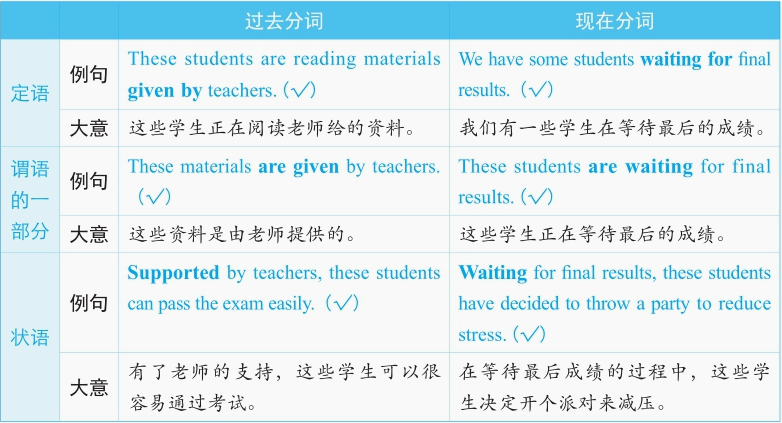 过去分词 现在分词
定语
例句
These students are reading materials
given by teachers. (√)
We have some students waiting for final
results. (√)
大意
这些学生正在阅读老师给的资料。
我们有一些学生在等待最后的成绩。
谓语
的一
部分
例句
These materials are given by teachers.
(√)
These students are waiting for final
results. (√)
大意
这些资料是由老师提供的。
这些学生正在等待最后的成绩。
状语
例句
Supported by teachers, these students
can pass the exam easily. (√)
Waiting for final results, these students
have decided to throw a party to reduce
stress. (√)
大意
有了老师的支持，这些学生可以很
容易通过考试。
在等待最后成绩的过程中，这些学
生决定开个派对来减压。